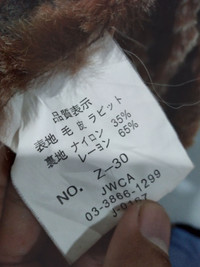 品質表示
表地 毛皮 ラビット
裏地 ナイロン 35%
レーヨン 65%
NO. Z-30
JWCA
03-3866-1299
J-0167